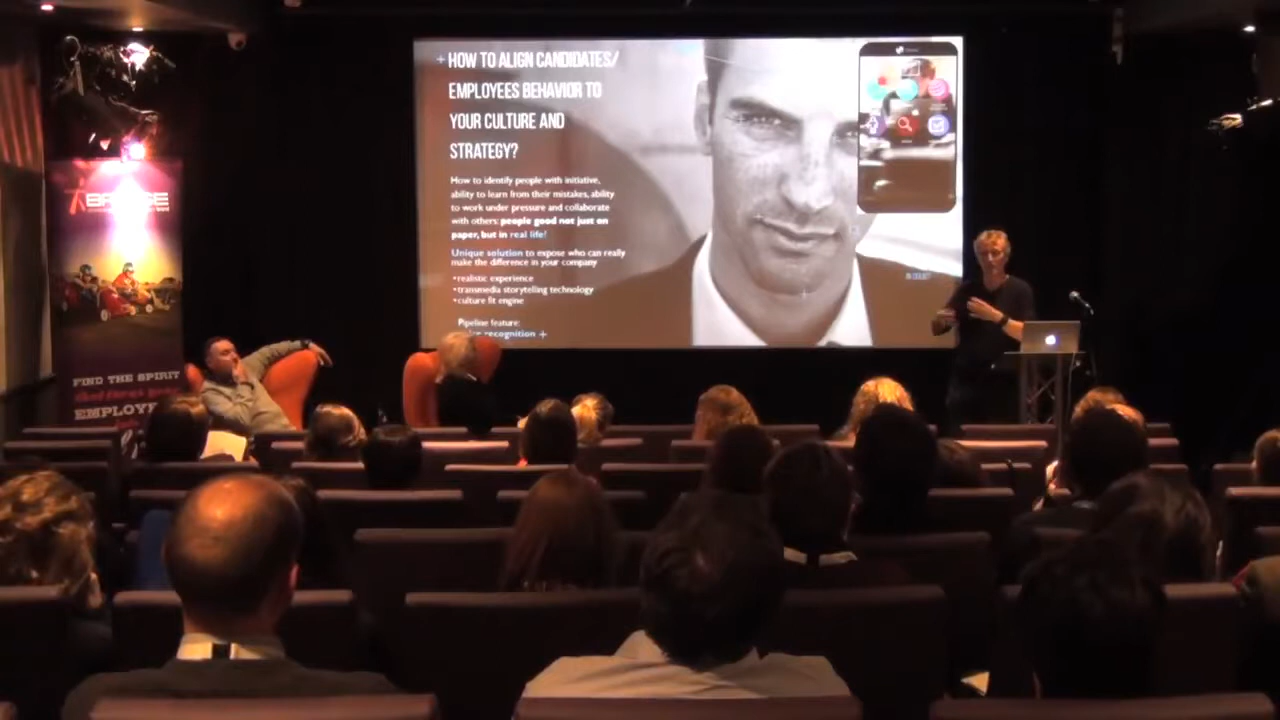 + HOW TO ALIGN CANDIDATES/
EMPLOYEES BEHAVIOR TO
YOUR CULTURE AND
STRATEGY?
How to identify people with initiative,
ability to learn from their mistakes, ability
to work under pressure and collaborate
with others: people good not just on
paper, but in real life!
Unique solution to expose who can really
make the difference in your company
•realistic experience
•transmedia storytelling technology
•culture fit engine
Pipeline feature:
recognition +
FIND THE SPIRIT